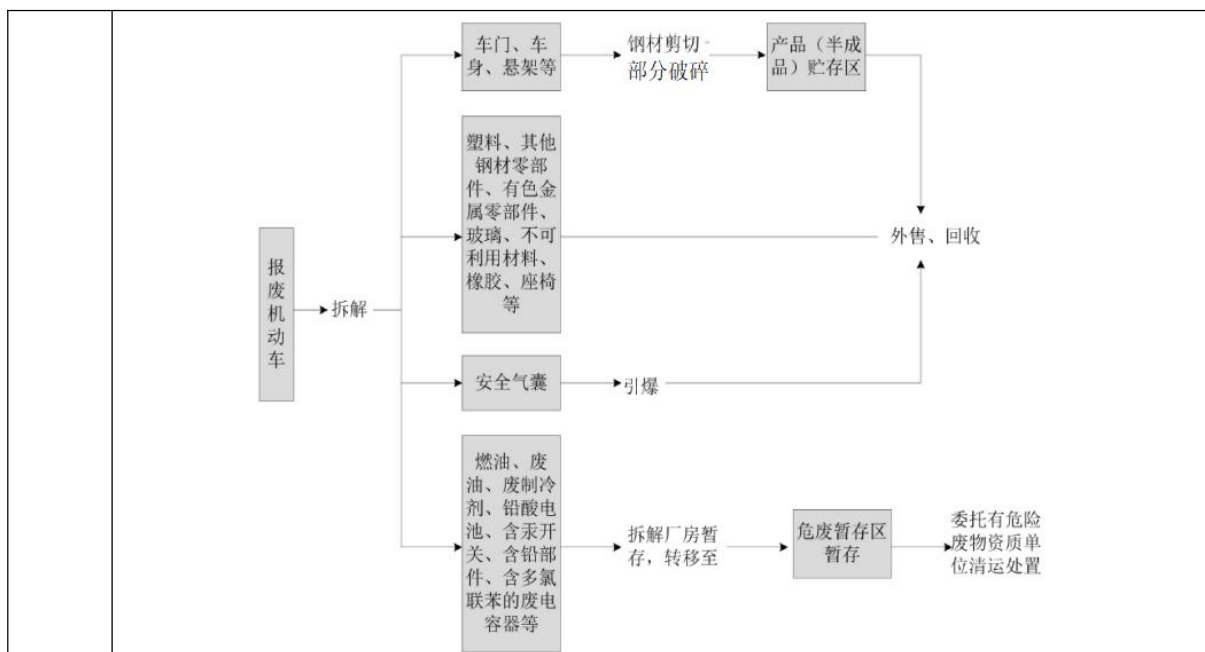 报
废
机
动
车
拆解
车门、车
身、悬架等
钢材剪切
部分破碎
产品（半成
品）贮存区
塑料、其他
钢材零部
件、有色金
属零部件、
玻璃、不可
利用材料、
橡胶、座椅
等
外售、回收
安全气囊
引爆
燃油、废
油、废制冷
剂、铅酸电
池、含汞开
关、含铅部
件、含多氯
联苯的废电
容器等
拆解厂房暂
存，转移至
危废暂存区
暂存
委托有危险
废物资质单
位清运处置